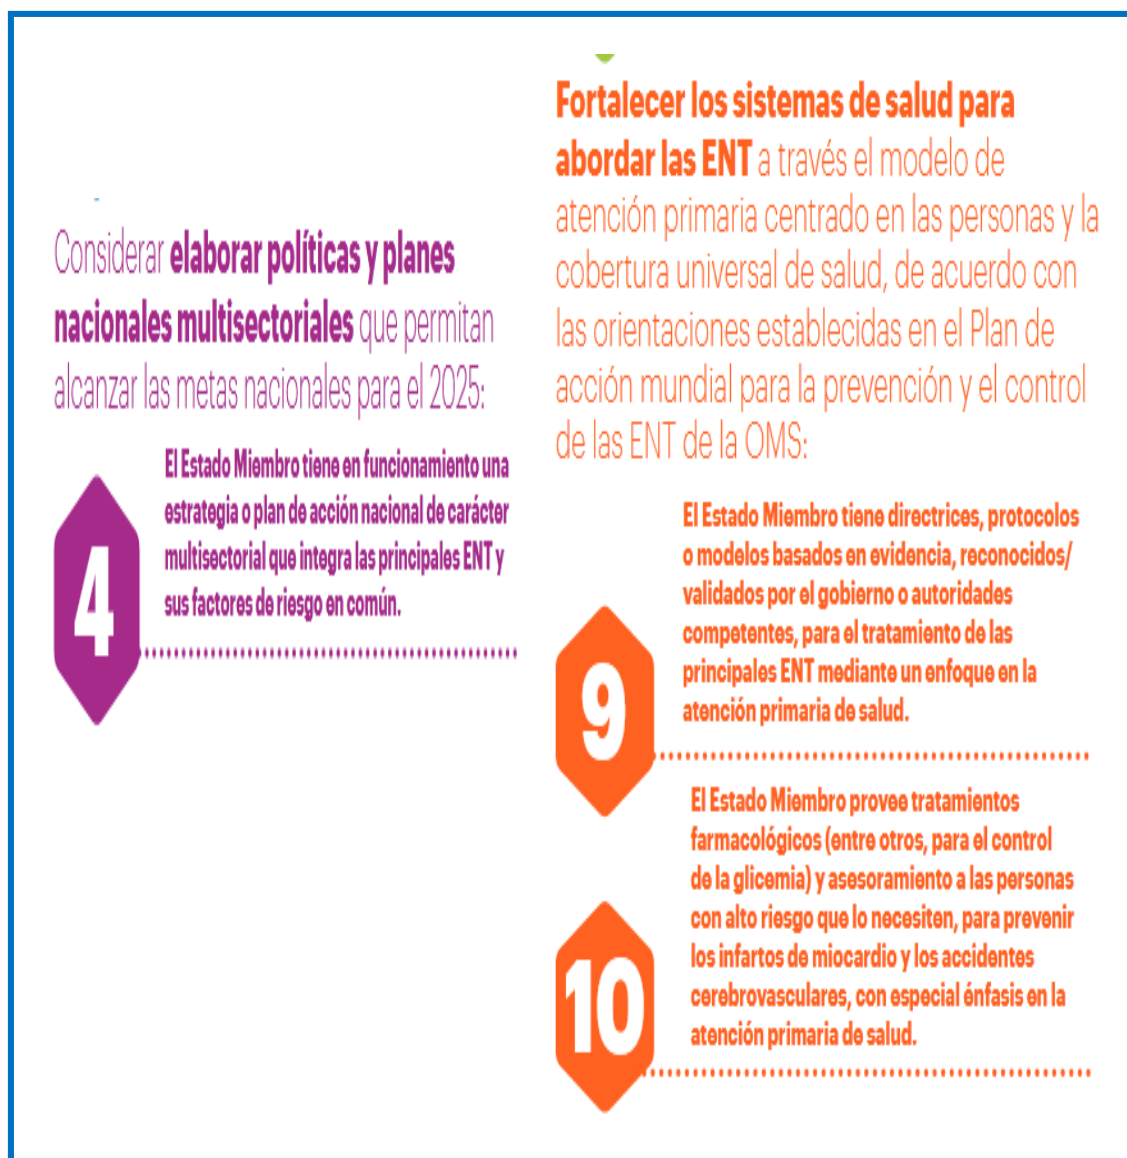 Considerar elaborar políticas y planes
nacionales multisectoriales que permitan
alcanzar las metas nacionales para el 2025:
4
El Estado Miembro tiene en funcionamiento una
estrategia o plan de acción nacional de carácter
multisectorial que integra las principales ENT y
sus factores de riesgo en común.
Fortalecer los sistemas de salud para
abordar las ENT a través el modelo de
atención primaria centrado en las personas y la
cobertura universal de salud, de acuerdo con
las orientaciones establecidas en el Plan de
acción mundial para la prevención y el control
de las ENT de la OMS:
9
El Estado Miembro tiene directrices, protocolos
o modelos basados en evidencia, reconocidos/
validados por el gobierno o autoridades
competentes, para el tratamiento de las
principales ENT mediante un enfoque en la
atención primaria de salud.
10
El Estado Miembro provee tratamientos
farmacológicos (entre otros, para el control
de la glicemia) y asesoramiento a las personas
con alto riesgo que lo necesiten, para prevenir
los infartos de miocardio y los accidentes
cerebrovasculares, con especial énfasis en la
atención primaria de salud.